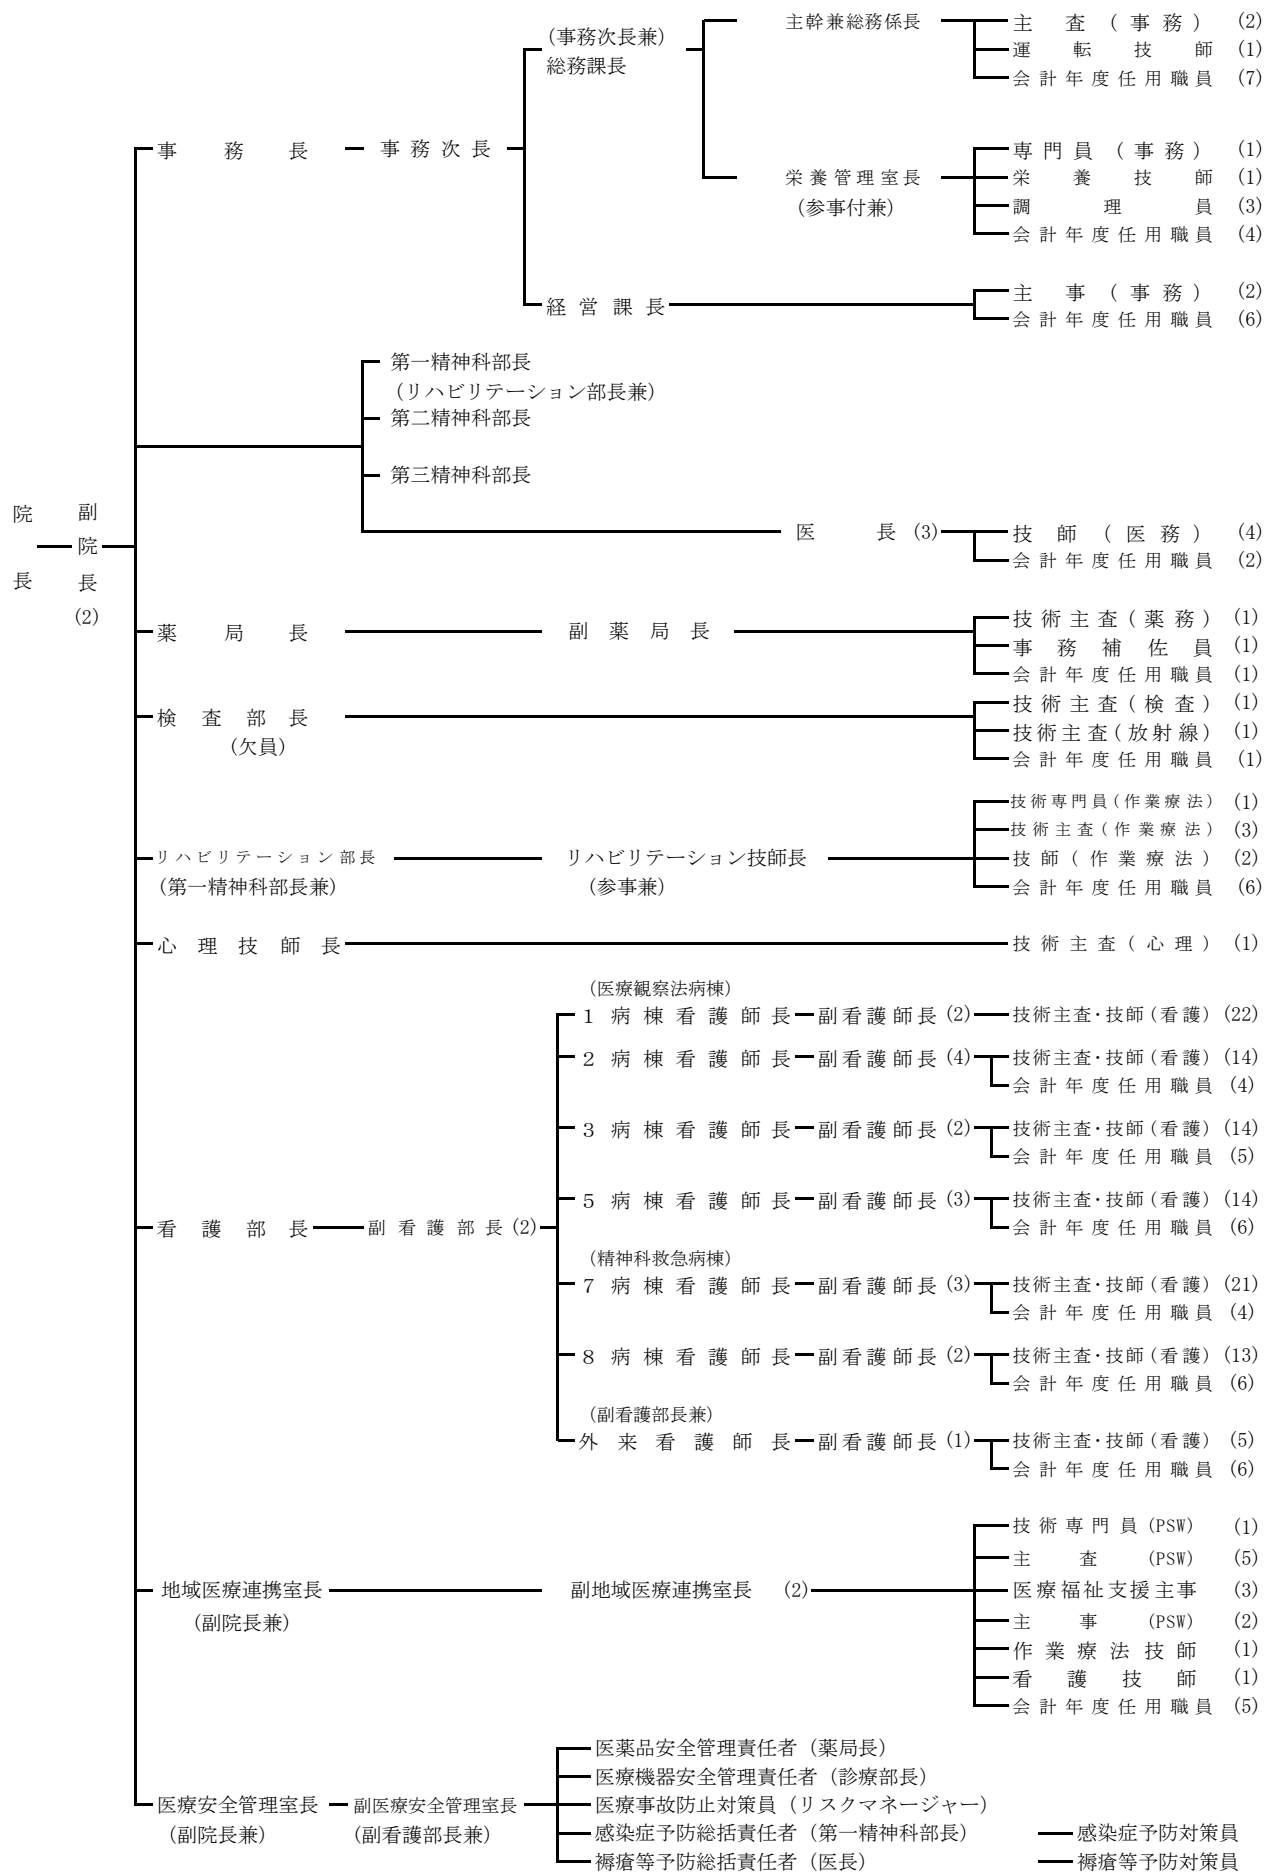 主幹兼総務係長 主査(事務) (2)
(事務次長兼)
総務課長 運転技師 (1)
会計年度任用職員 (7)
事務長 事務次長 専門員(事務) (1)
栄養管理室長 栄養技師 (1)
(参事付兼) 調理員 (3)
会計年度任用職員 (4)
経営課長 主事(事務) (2)
会計年度任用職員 (6)
第一精神科部長
(リハビリテーション部長兼)
第二精神科部長
第三精神科部長
院長 副院長 (2)
医長 (3) 技師(医務) (4)
会計年度任用職員 (2)
薬局長 副薬局長 技術主査(薬務) (1)
事務補佐員 (1)
会計年度任用職員 (1)
検査部長 技術主査(検査) (1)
(欠員) 技術主査(放射線) (1)
会計年度任用職員 (1)
技術専門員(作業療法) (1)
技術主査(作業療法) (3)
リハビリテーション部長 リハビリテーション技師長 技師(作業療法) (2)
(第一精神科部長兼) (参事兼) 会計年度任用職員 (6)
心理技師長 技術主査(心理) (1)
(医療観察法病棟)
1病棟看護師長 副看護師長(2) 技術主査・技師(看護) (22)
2病棟看護師長 副看護師長(4) 技術主査・技師(看護) (14)
会計年度任用職員 (4)
3病棟看護師長 副看護師長(2) 技術主査・技師(看護) (14)
会計年度任用職員 (5)
5病棟看護師長 副看護師長(3) 技術主査・技師(看護) (14)
看護部長 副看護部長(2) 会計年度任用職員 (6)
(精神科救急病棟)
7病棟看護師長 副看護師長(3) 技術主査・技師(看護) (21)
会計年度任用職員 (4)
8病棟看護師長 副看護師長(2) 技術主査・技師(看護) (13)
会計年度任用職員 (6)
(副看護部長兼)
外来看護師長 副看護師長(1) 技術主査・技師(看護) (5)
会計年度任用職員 (6)
技術専門員(PSW) (1)
主査(PSW) (5)
地域医療連携室長 副地域医療連携室長 (2) 医療福祉支援主事 (3)
(副院長兼) 主事(PSW) (2)
作業療法技師 (1)
看護技師 (1)
会計年度任用職員 (5)
医薬品安全管理責任者(薬局長)
医療機器安全管理責任者(診療部長)
医療安全管理室長 副医療安全管理室長 医療事故防止対策員(リスクマネージャー)
(副院長兼) (副看護部長兼) 感染症予防総括責任者(第一精神科部長) 感染症予防対策員
褥瘡等予防総括責任者(医長) 褥瘡等予防対策員